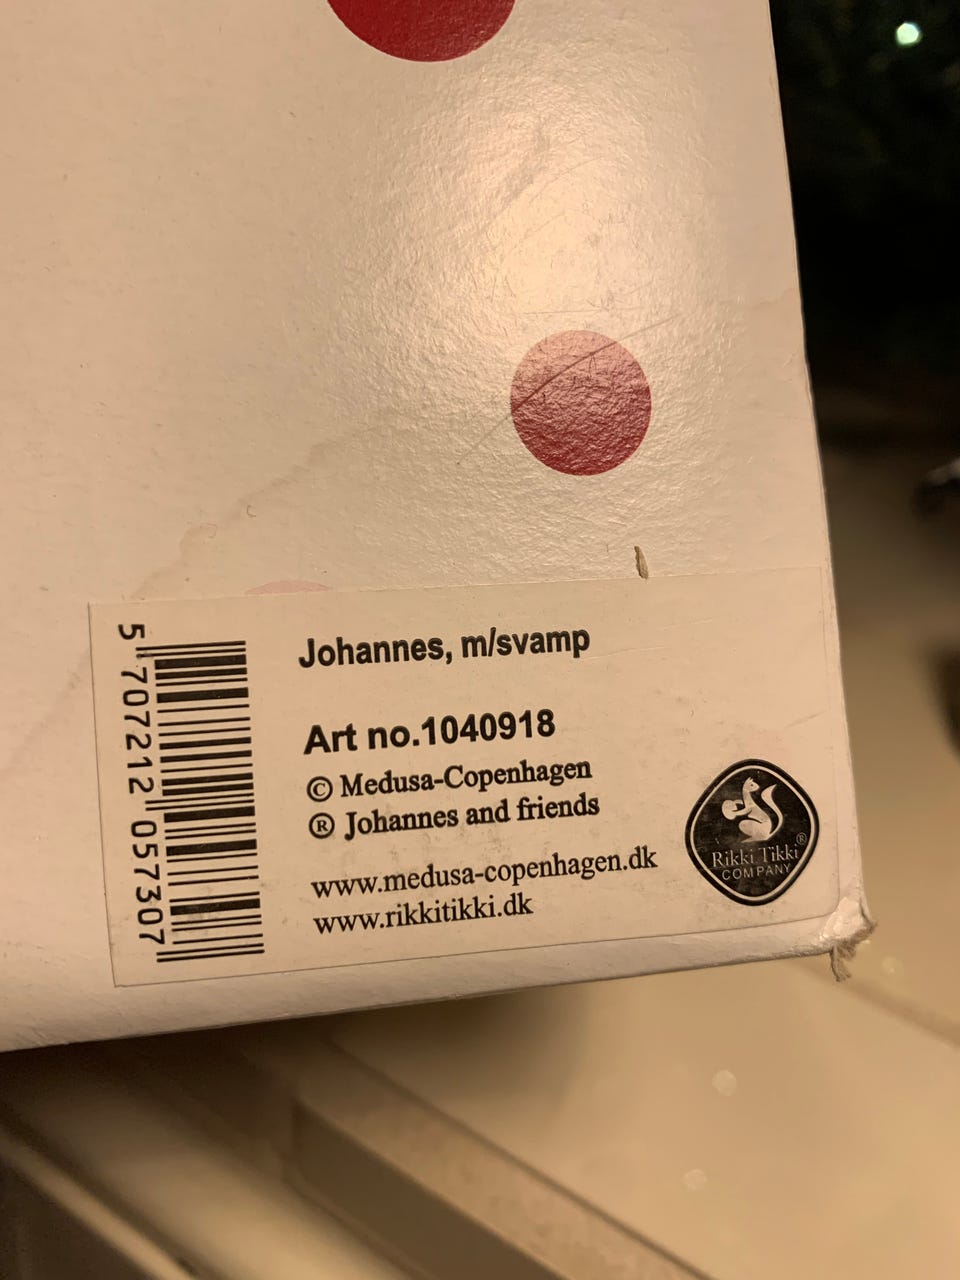 Johannes, m/svamp
Art no.1040918
© Medusa-Copenhagen
® Johannes and friends
www.medusa-copenhagen.dk
www.rikkitikki.dk
5 707212 057307
Rikki Tikki®
COMPANY